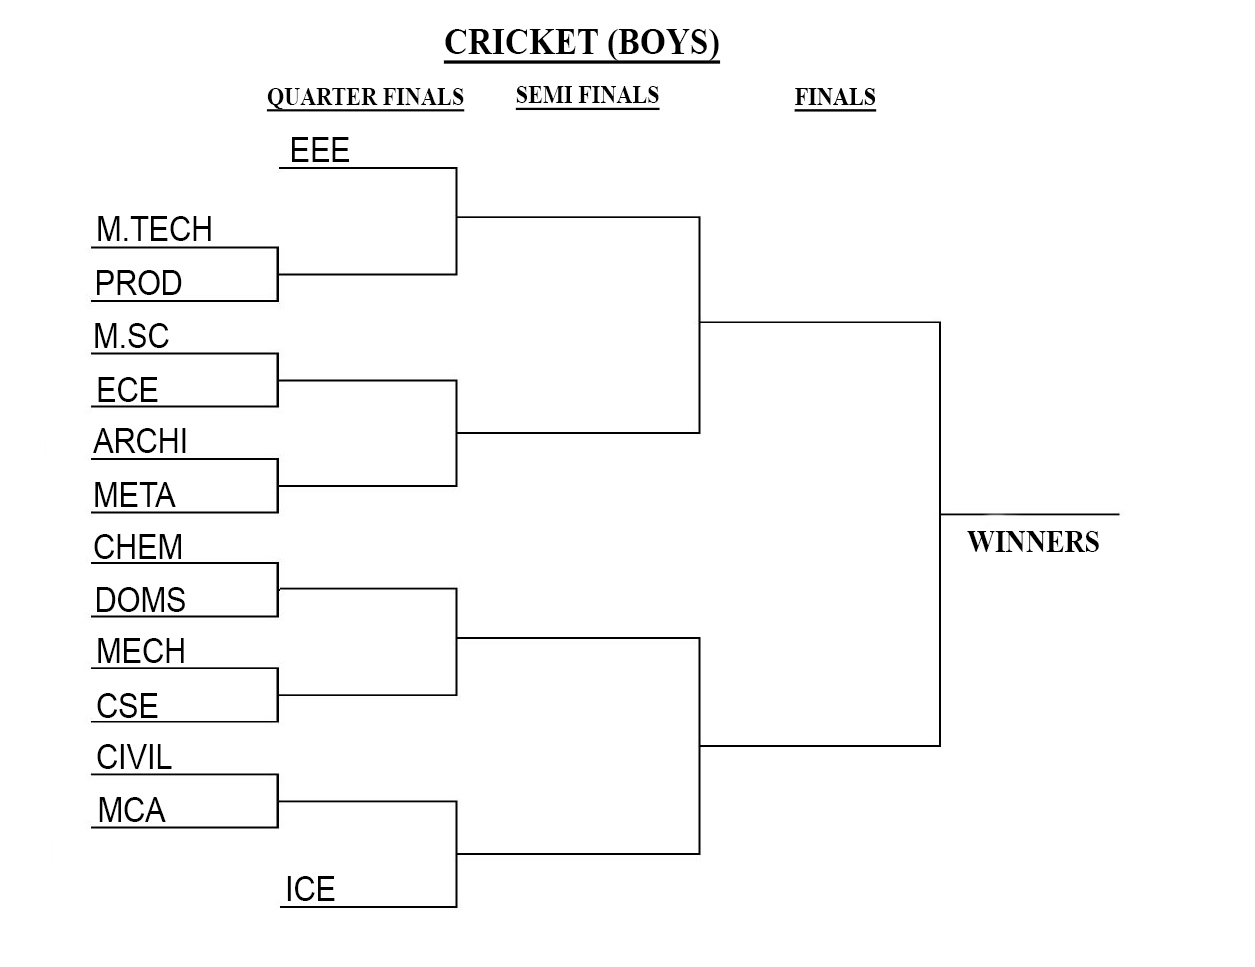 CRICKET (BOYS)
QUARTER FINALS
SEMI FINALS
FINALS
EEE
M.TECH
PROD
M.SC
ECE
ARCHI
META
CHEM
DOMS
MECH
CSE
CIVIL
MCA
ICE
WINNERS